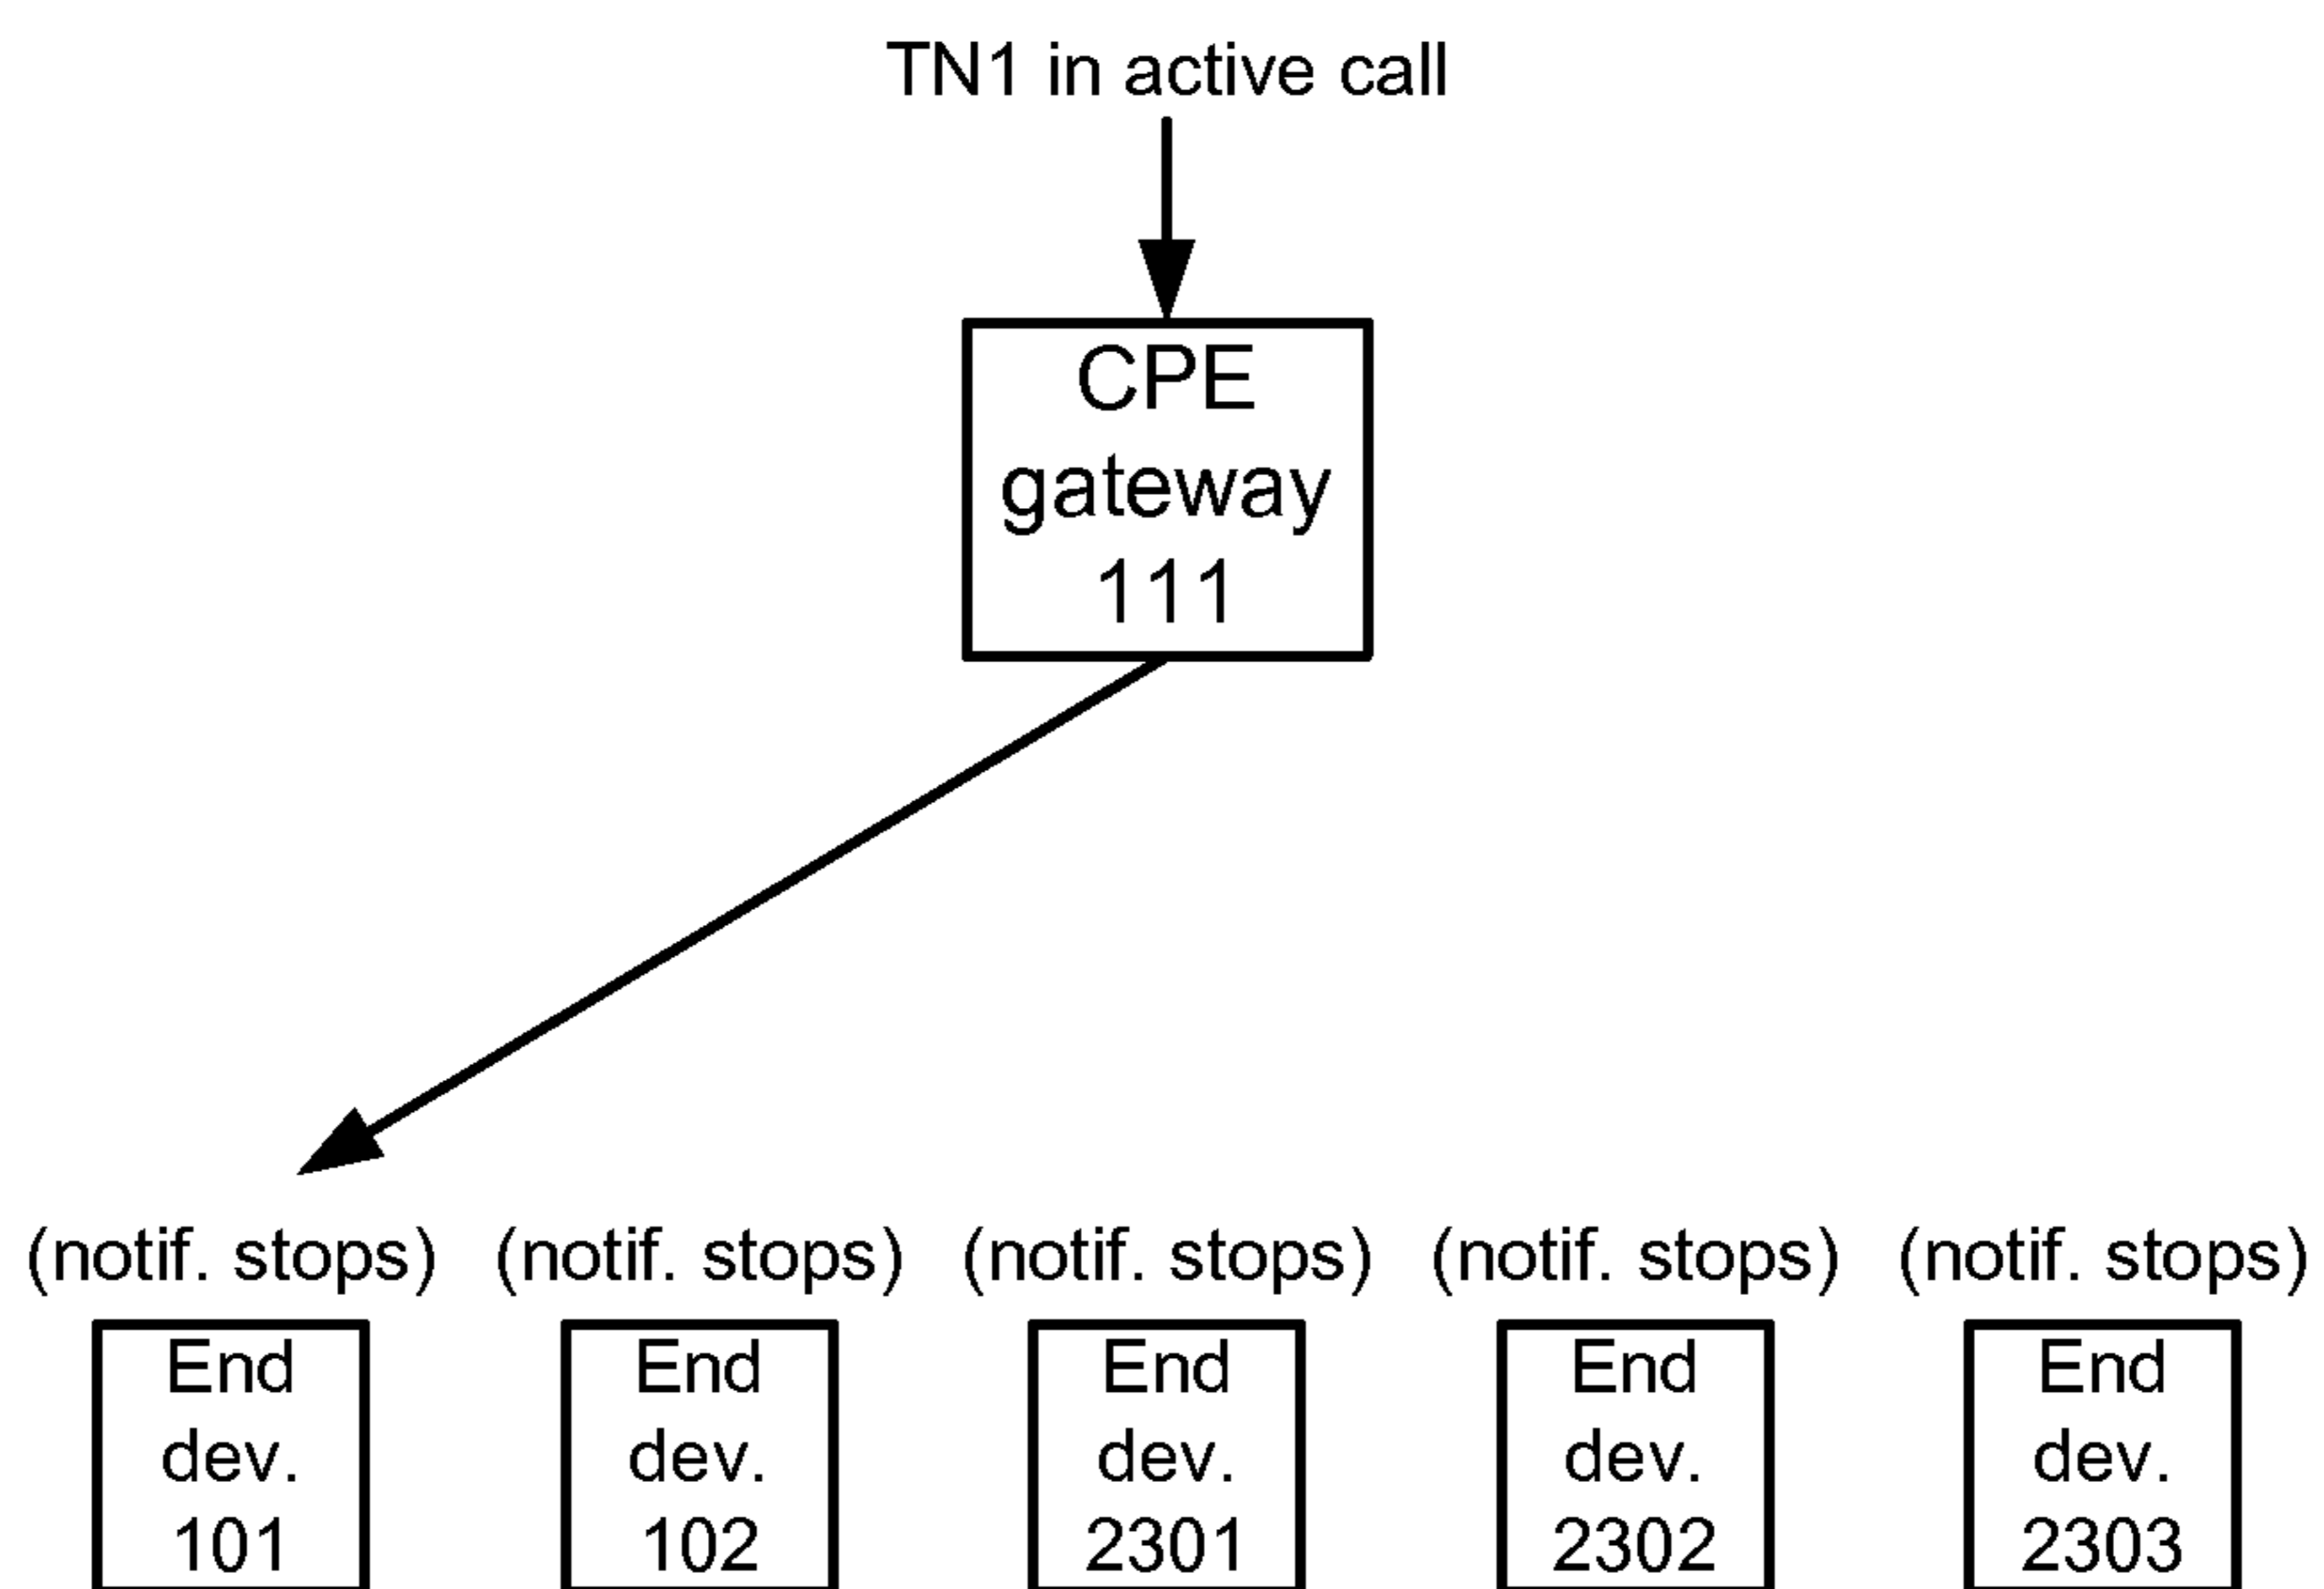 TN1 in active call
CPE
gateway
111
(notif. stops) (notif. stops) (notif. stops) (notif. stops) (notif. stops)
End
dev.
101
End
dev.
102
End
dev.
2301
End
dev.
2302
End
dev.
2303